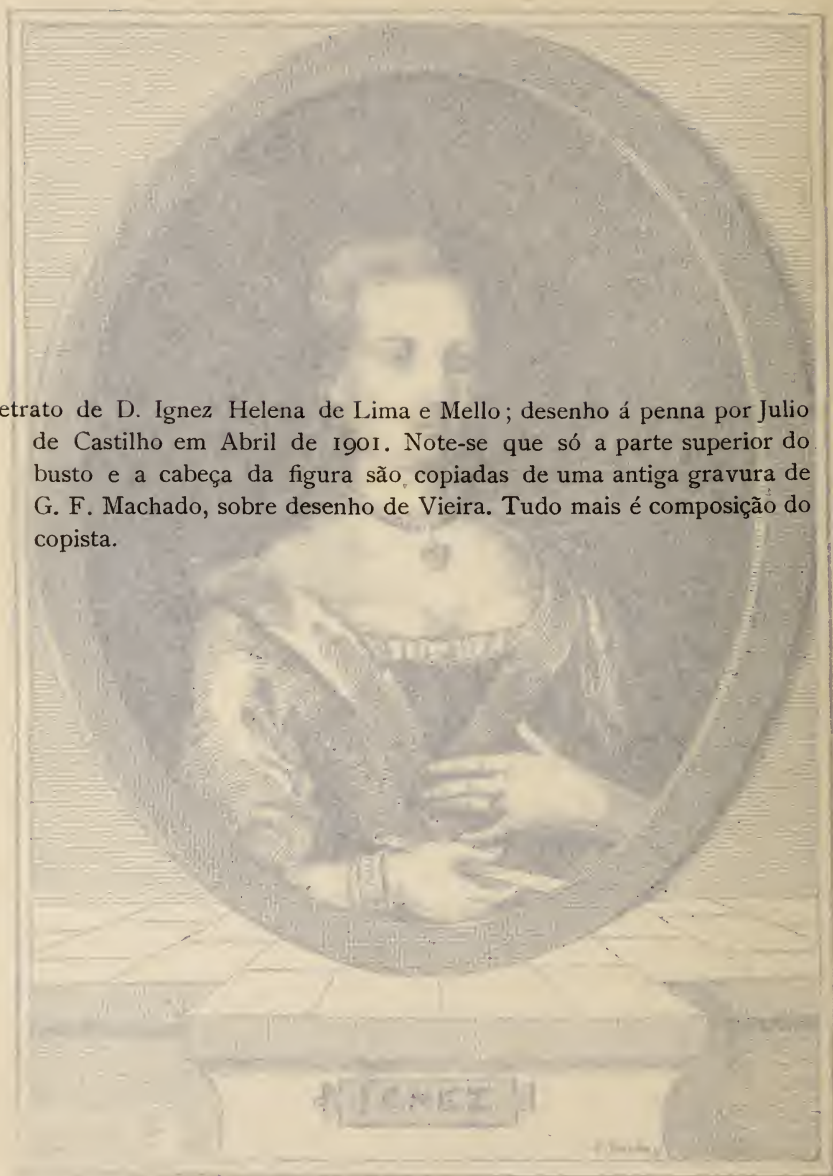 etrato de D. Ignez Helena de Lima e Mello; desenho á penna por Julio
de Castilho em Abril de 1901. Note-se que só a parte superior do
busto e a cabeça da figura são copiadas de uma antiga gravura de
G. F. Machado, sobre desenho de Vieira. Tudo mais é composição do
copista.
IGNEZ